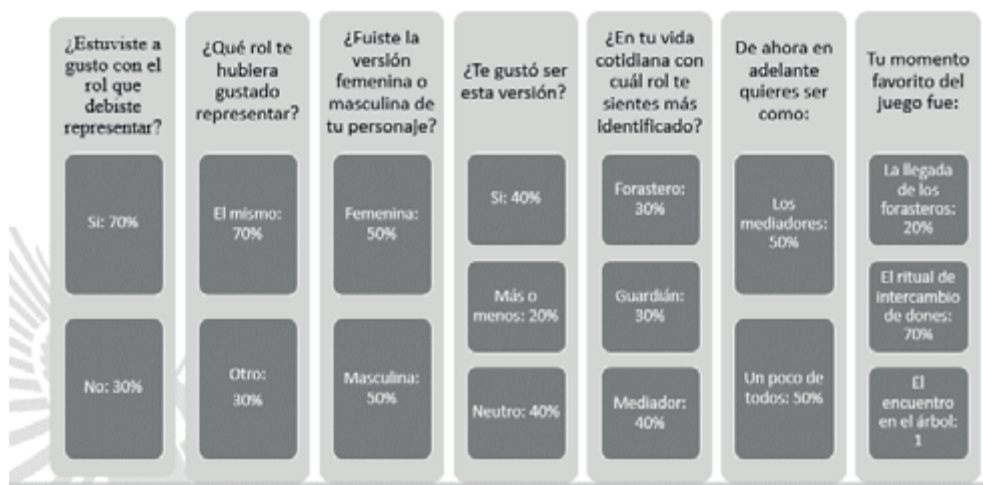 ¿Estuviste a
gusto con el
rol que
debiste
representar?
Si: 70%
No: 30%
¿Qué rol te
hubiera
gustado
representar?
El mismo:
70%
Otro:
30%
¿Fuiste la
versión
femenina o
masculina de
tu personaje?
Femenina:
50%
Masculina:
50%
¿Te gustó ser
esta versión?
Si: 40%
Más o
menos: 20%
Neutro: 40%
¿En tu vida
cotidiana con
cuál rol te
sientes más
identificado?
Forastero:
30%
Guardián:
30%
Mediador:
40%
De ahora en
adelante
quieres ser
como:
Los
mediadores:
50%
Un poco de
todos: 50%
Tu momento
favorito del
juego fue:
La llegada
de los
forasteros:
20%
El ritual de
intercambio
de dones:
70%
El
encuentro
en el árbol:
1